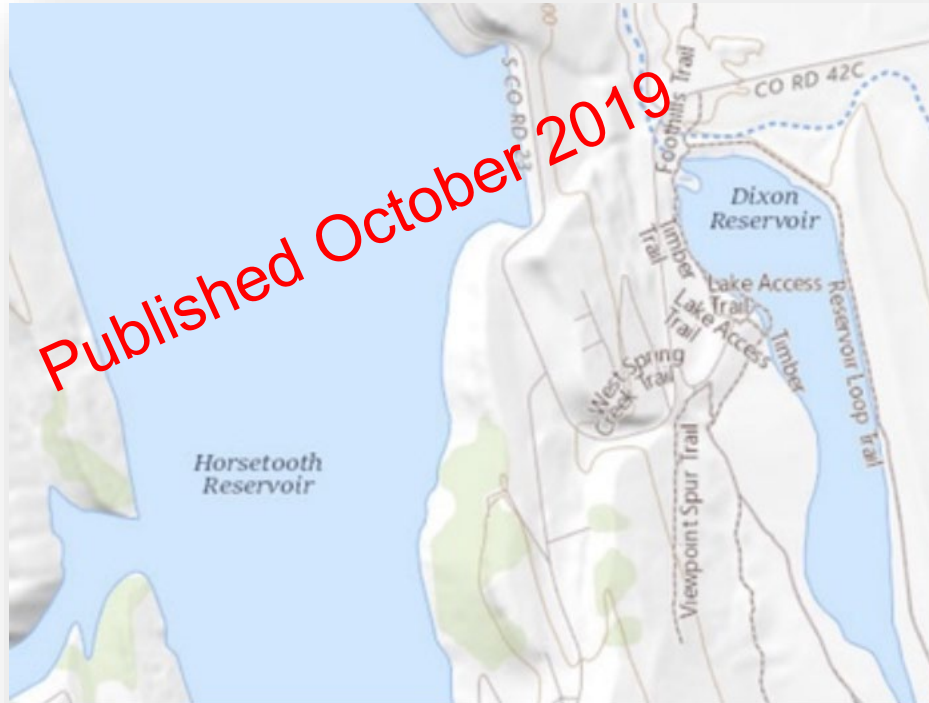 00
S CO RD 23
Foothills Trail
CO RD 42C
Published October 2019
Dixon
Reservoir
Timber
Trail
Lake Access
Trail
Lake Access
Trail
Timber
Reservoir Loop Trail
West Spring
Creek Trail
Viewpoint Spur Trail
Horsetooth
Reservoir